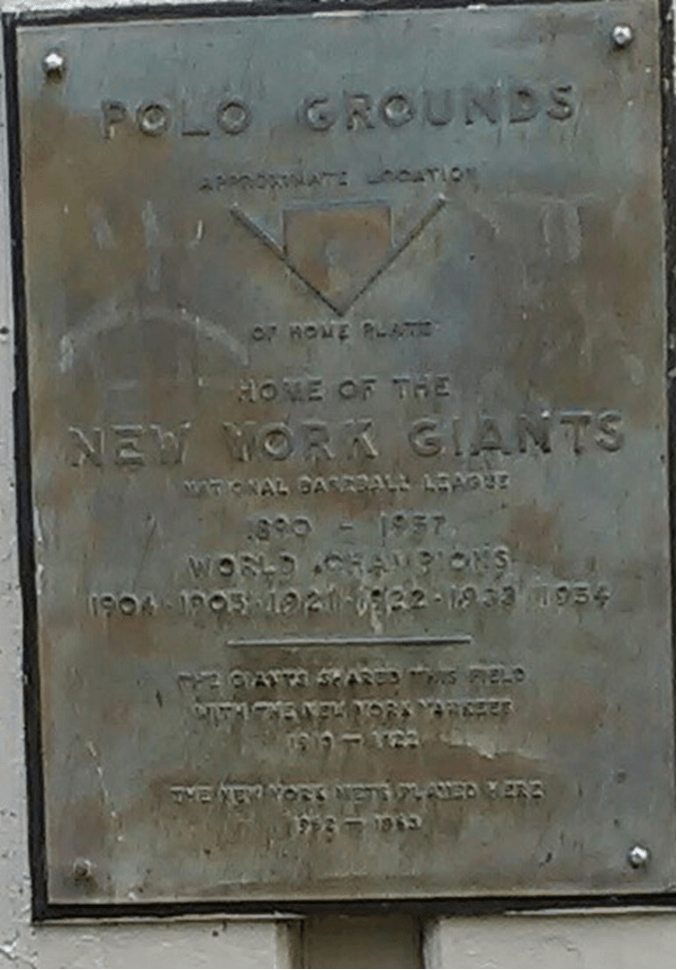 POLO GROUNDS
APPROXIMATE LOCATION
OF HOME PLATE
HOME OF THE
NEW YORK GIANTS
NATIONAL BASEBALL LEAGUE
1890 - 1957
WORLD CHAMPIONS
1904 · 1905 · 1921 · 1922 - 1933 1954
THE GIANTS SHARED THIS FIELD
WITH THE NEW YORK YANKEES
1919 - 1922
THE NEW YORK METS PLAYED HERE
1962 - 1963